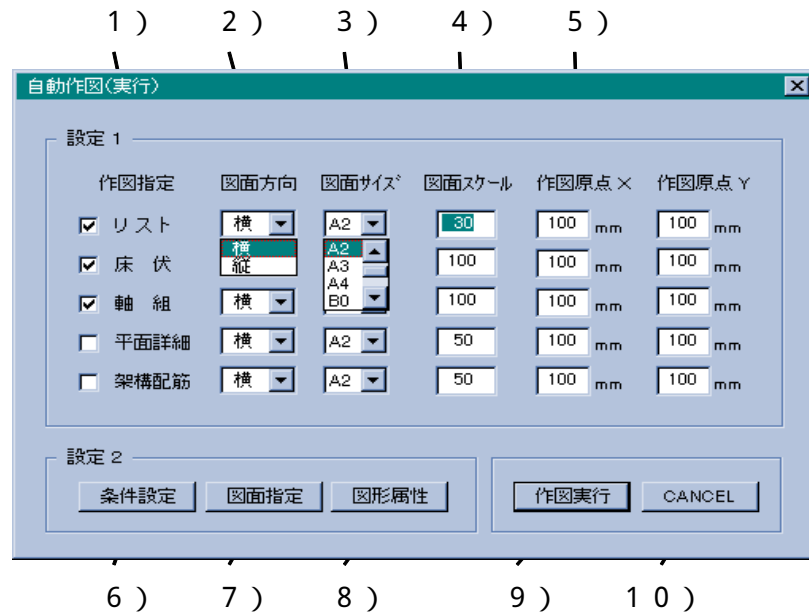 1） 2） 3） 4） 5）
自動作図(実行)
設定 1
作図指定 図面方向 図面ｻｲｽﾞ 図面ｽｹｰﾙ 作図原点 X 作図原点 Y
リスト 横 A2 30 100 mm 100 mm
横 A2
縦 A3
床 伏 100 100 mm 100 mm
A4
B0
軸 組 横 100 100 mm 100 mm
平面詳細 横 A2 50 100 mm 100 mm
架構配筋 横 A2 50 100 mm 100 mm
設定 2
条件設定 図面指定 図形属性 作図実行 CANCEL
6） 7） 8） 9） 10）